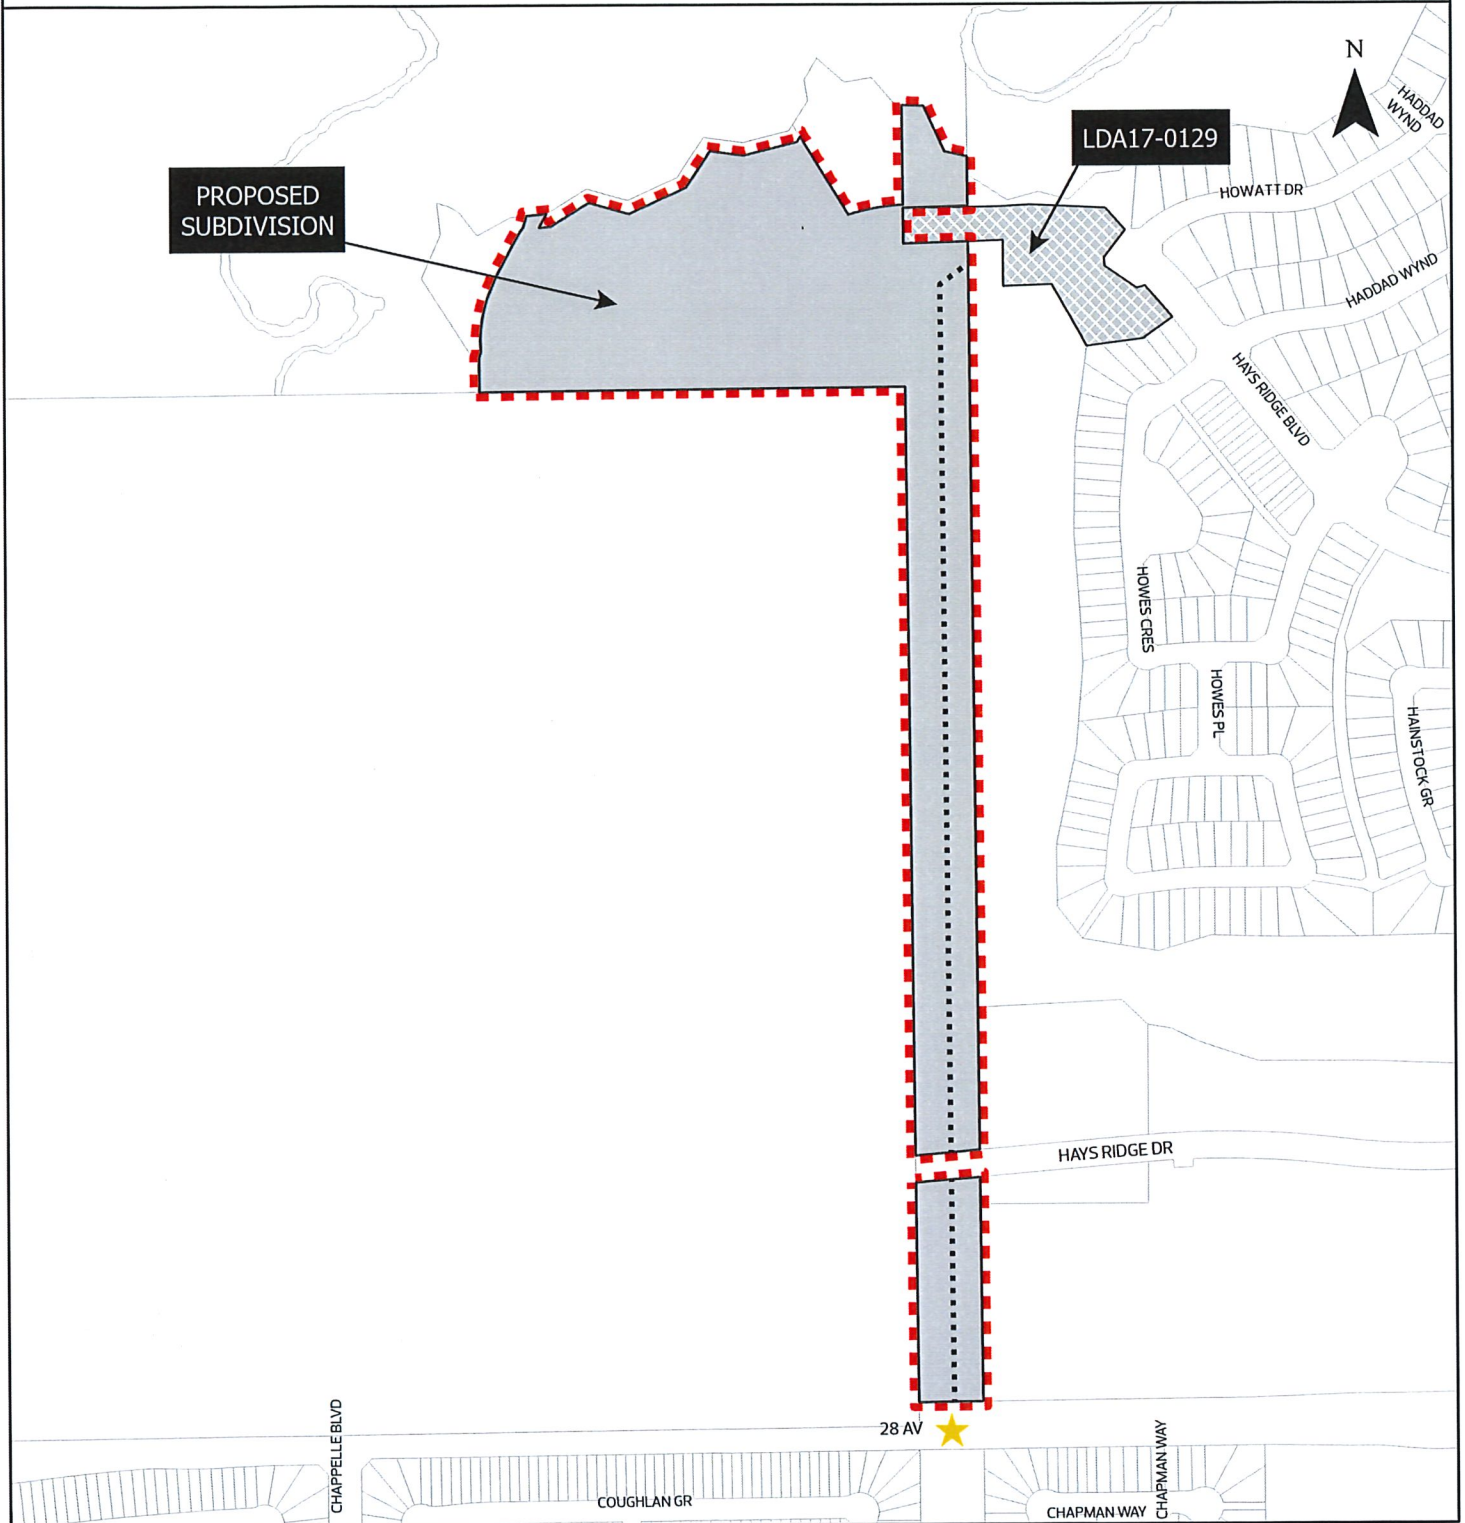 N
HADDAD
WYND
LDA17-0129
PROPOSED
SUBDIVISION
HOWATT DR
HADDAD WYND
HAYS RIDGE BLVD
HOWES CRES
HOWES PL
HAINSTOCK GR
HAYS RIDGE DR
28 AV
CHAPPELLE BLVD
COUGHLAN GR
CHAPMAN WAY
CHAPMAN WAY